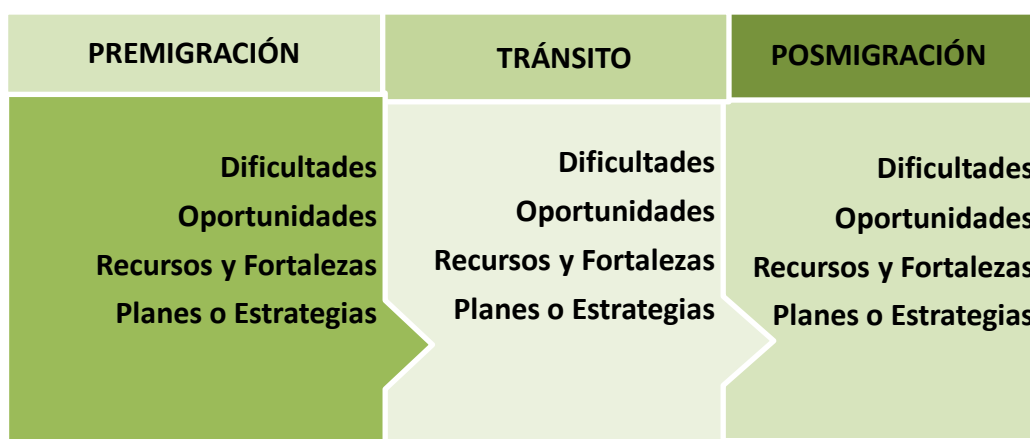 PREMIGRACIÓN
Dificultades
Oportunidades
Recursos y Fortalezas
Planes o Estrategias
TRÁNSITO
Dificultades
Oportunidades
Recursos y Fortalezas
Planes o Estrategias
POSMIGRACIÓN
Dificultades
Oportunidades
Recursos y Fortalezas
Planes o Estrategias